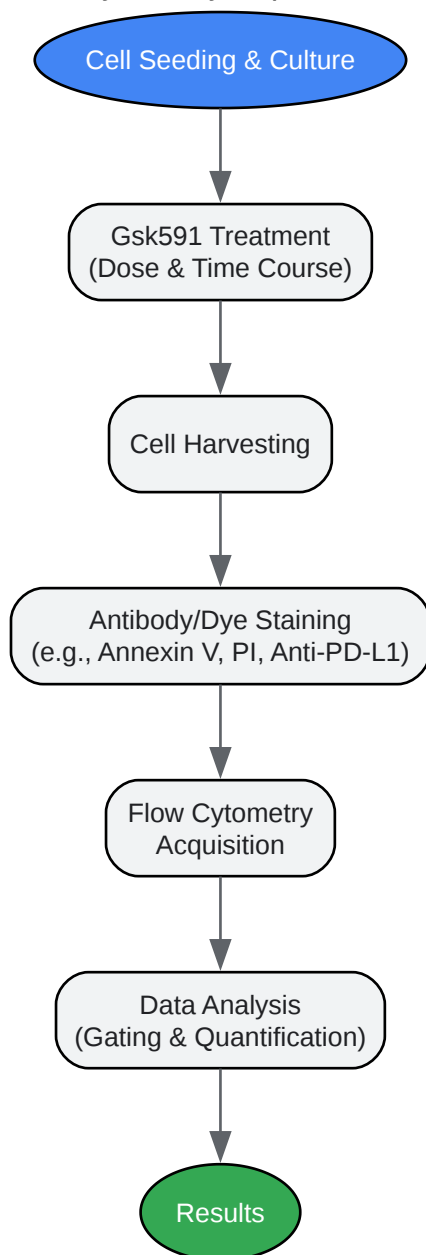 Cell Seeding & Culture
Gsk591 Treatment
(Dose & Time Course)
Cell Harvesting
Antibody/Dye Staining
(e.g., Annexin V, PI, Anti-PD-L1)
Flow Cytometry
Acquisition
Data Analysis
(Gating & Quantification)
Results